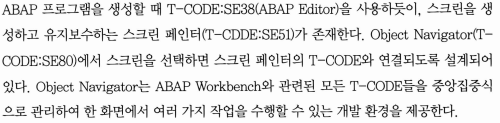 ABAP 프로그램을 생성할 때 T-CODE:SE38(ABAP Editor)을 사용하듯이, 스크린을 생
성하고 유지보수하는 스크린 페인터(T-CDDE:SE51)가 존재한다. Object Navigator(T-
CODE:SE80)에서 스크린을 선택하면 스크린 페인터의 T-CODE와 연결되도록 설계되어
있다. Object Navigator는 ABAP Workbench와 관련된 모든 T-CODE들을 중앙집중식
으로 관리하여 한 화면에서 여러 가지 작업을 수행할 수 있는 개발 환경을 제공한다.